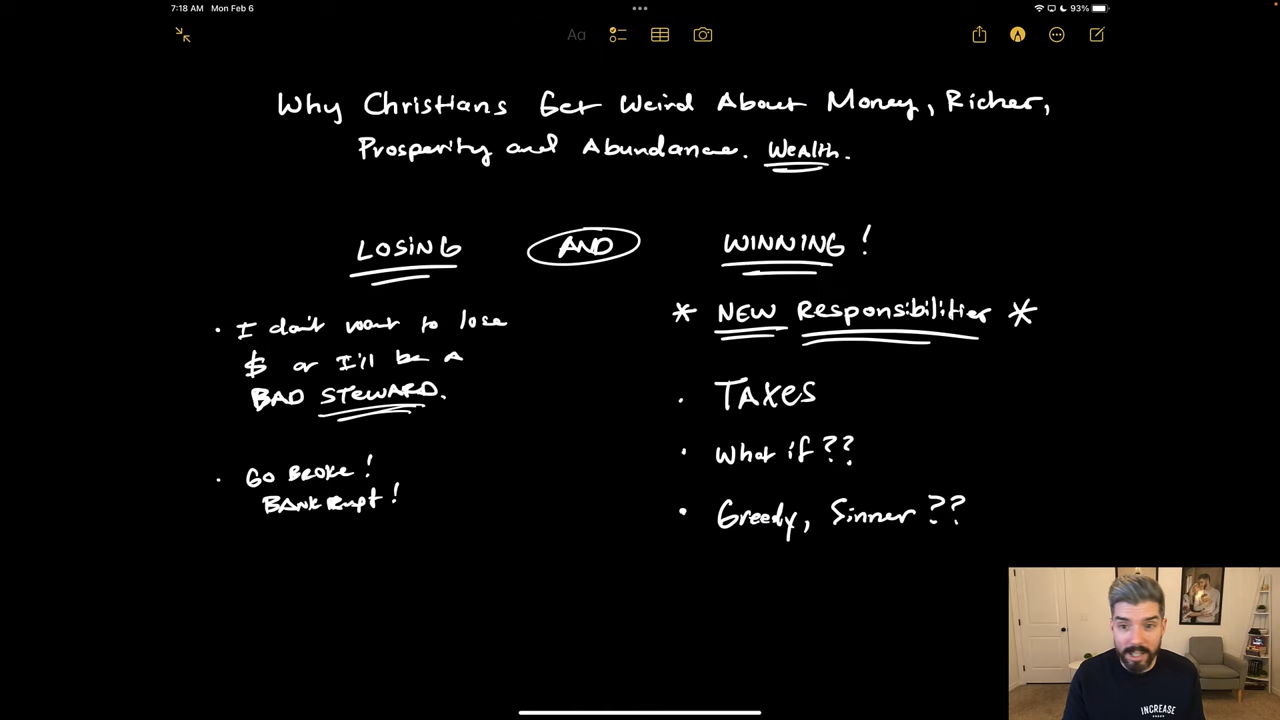 7:18 AM Mon Feb 6
93%
Aa
Why Christians Get Weird About Money, Riches,
Prosperity and Abundance. Wealth.
LOSING AND WINNING!
• I don't want to lose
$ or I'll be a
BAD STEWARD.
• Go Broke!
BANKRupt!
* NEW Responsibilities *
• TAXES
• What if??
• Greedy, Sinner??
INCREASE